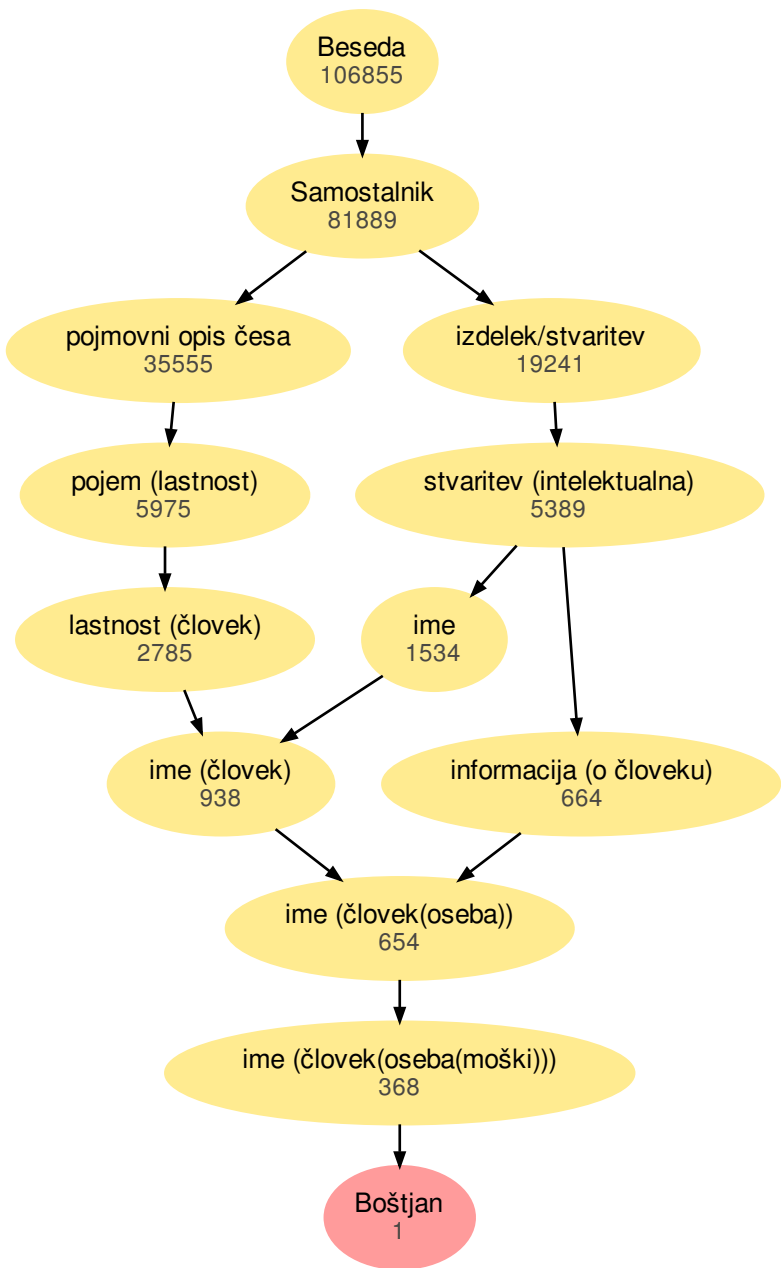 Beseda
106855
Samostalnik
81889
pojmovni opis česa
35555
izdelek/stvaritev
19241
pojem (lastnost)
5975
stvaritev (intelektualna)
5389
lastnost (človek)
2785
ime
1534
ime (človek)
938
informacija (o človeku)
664
ime (človek(oseba))
654
ime (človek(oseba(moški)))
368
Boštjan
1